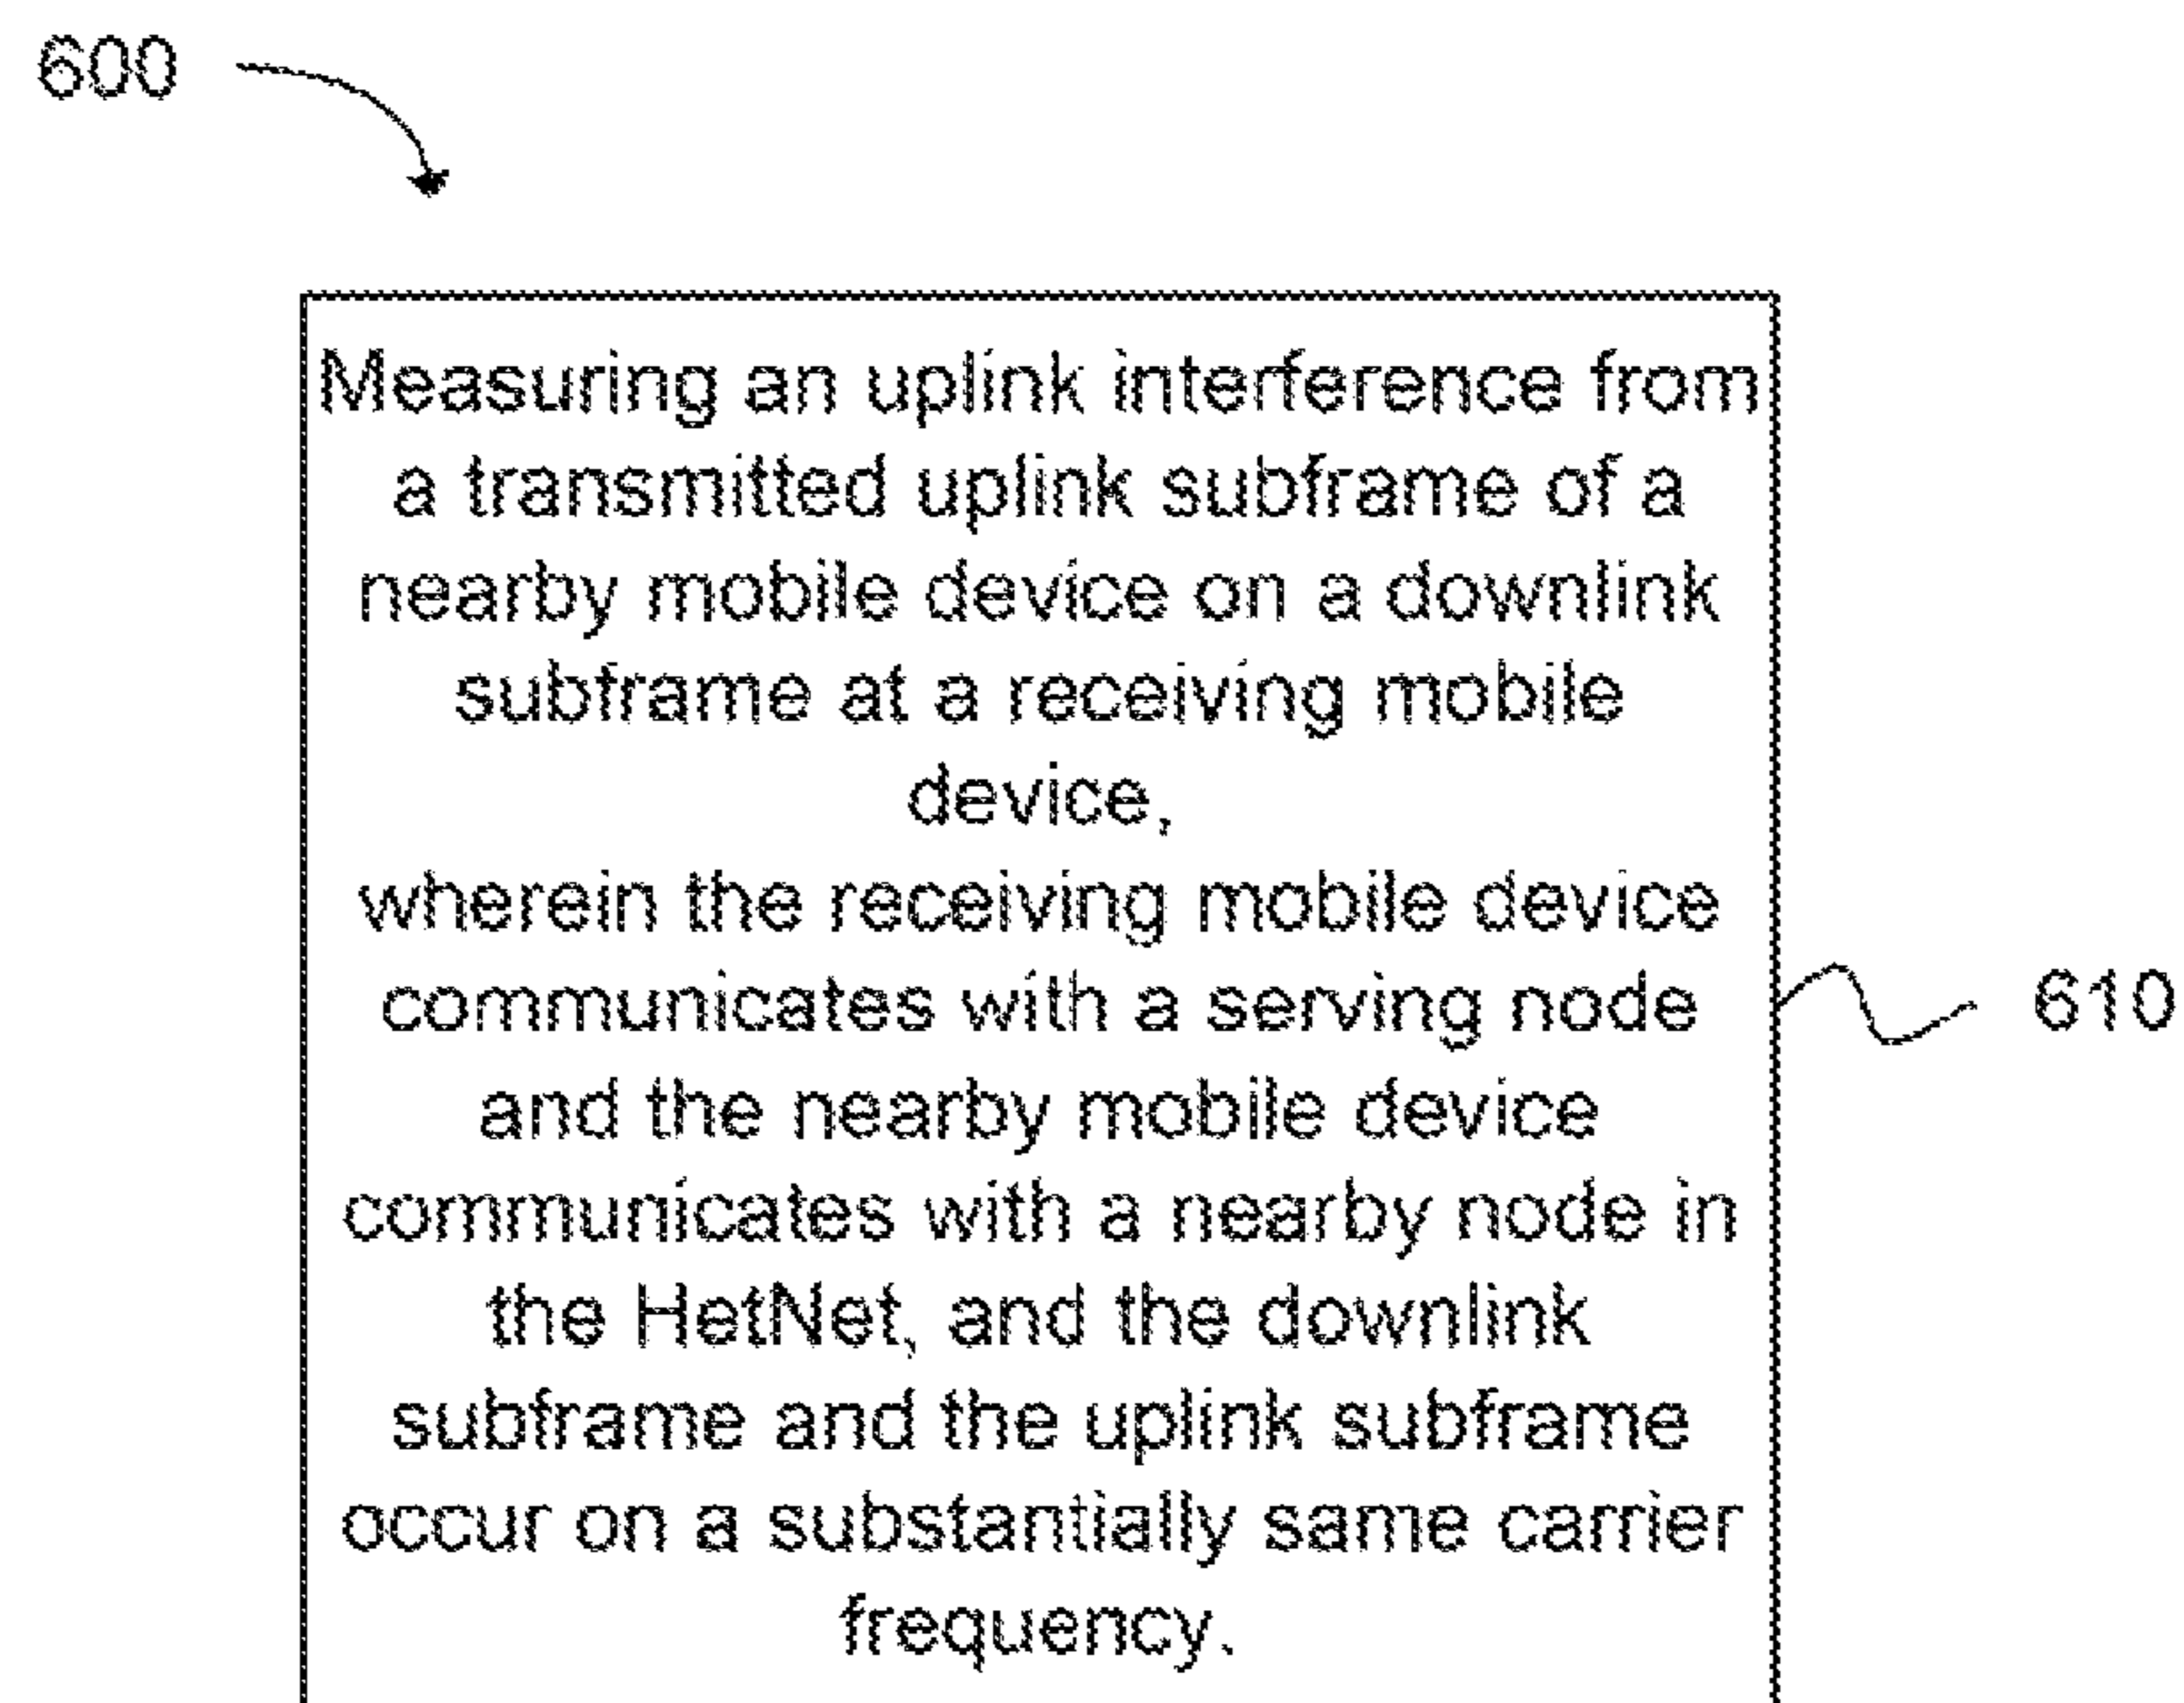 600
Measuring an uplink interference from
a transmitted uplink subframe of a
nearby mobile device on a downlink
subframe at a receiving mobile
device,
wherein the receiving mobile device
communicates with a serving node
and the nearby mobile device
communicates with a nearby node in
the HetNet, and the downlink
subframe and the uplink subframe
occur on a substantially same carrier
frequency.
610